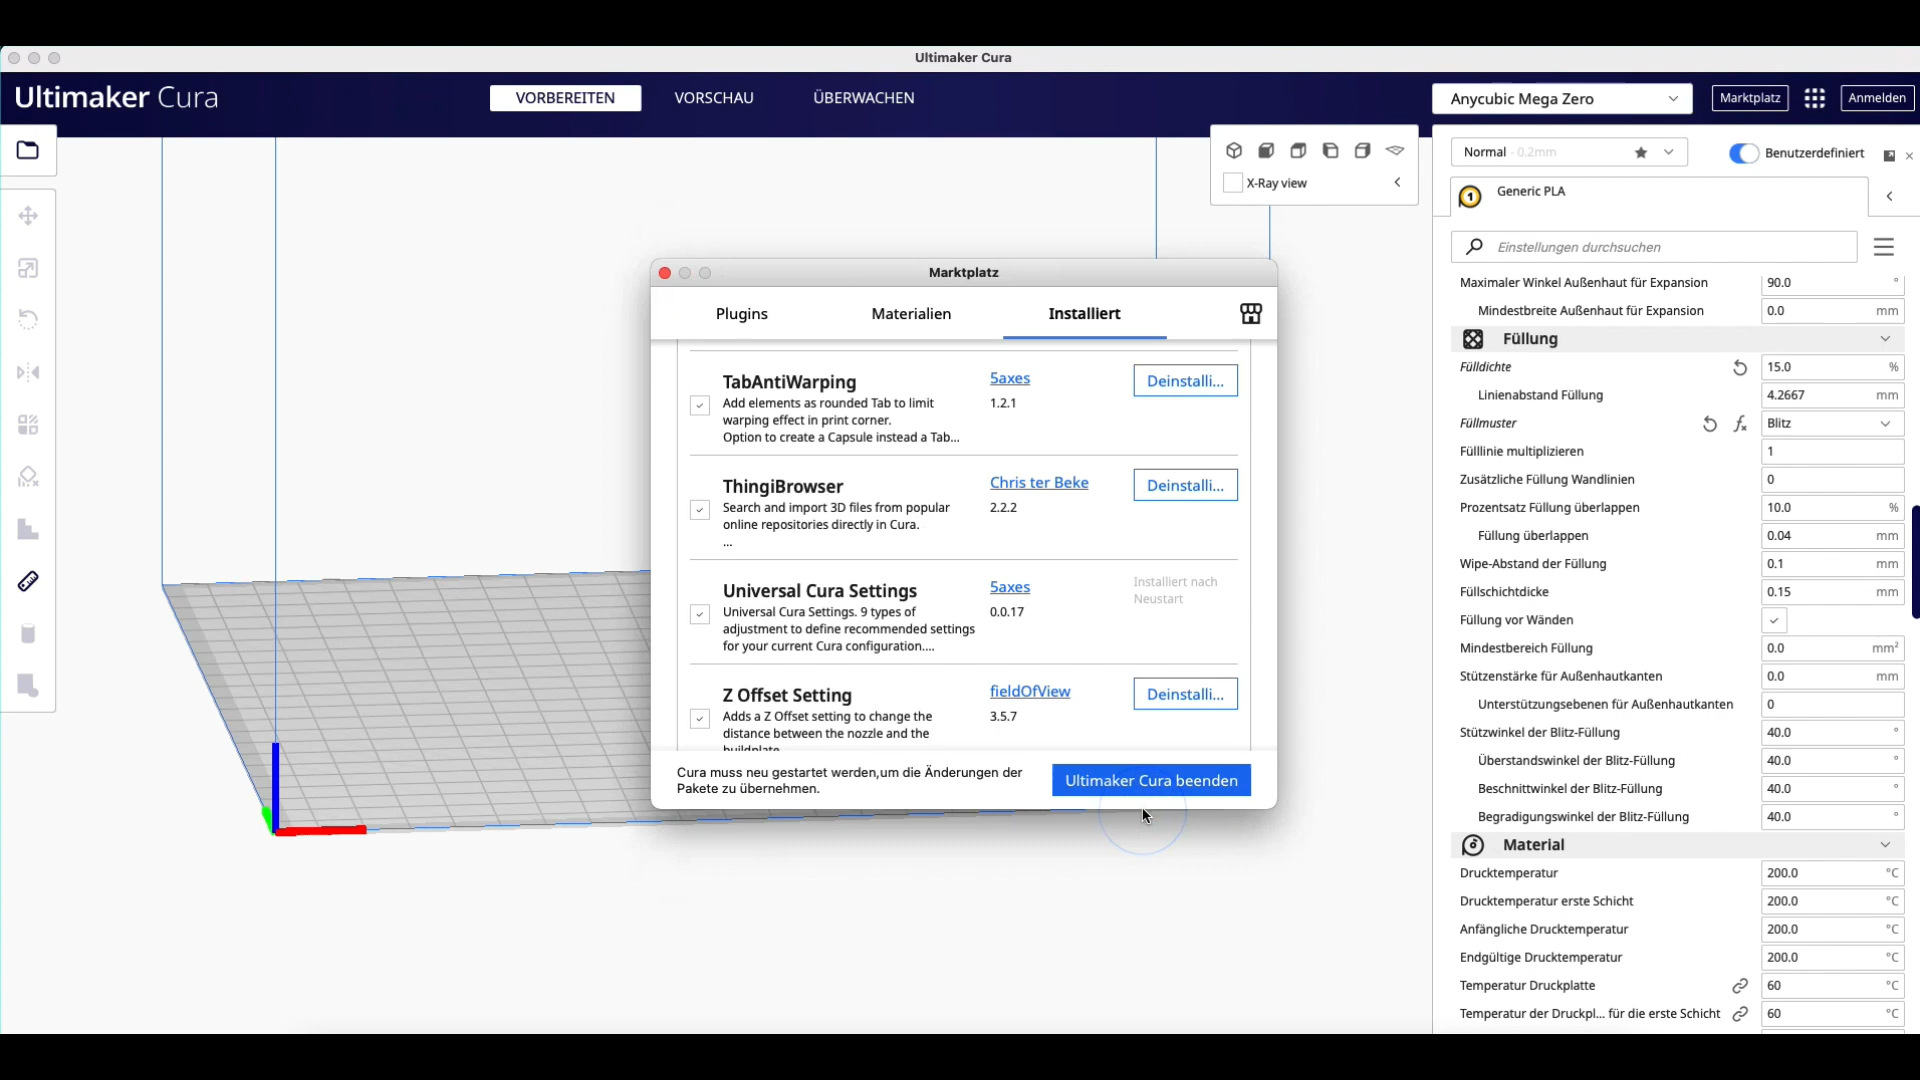 Ultimaker Cura
Ultimaker Cura
VORBEREITEN
VORSCHAU
ÜBERWACHEN
Anycubic Mega Zero
Marktplatz
Anmelden
X-Ray view
Normal - 0.2mm
Benutzerdefiniert
1
Generic PLA
Einstellungen durchsuchen
Maximaler Winkel Außenhaut für Expansion 90.0 °
Mindestbreite Außenhaut für Expansion 0.0 mm
Füllung
Fülldichte 15.0 %
Linienabstand Füllung 4.2667 mm
Füllmuster Blitz
Fülllinie multiplizieren 1
Zusätzliche Füllung Wandlinien 0
Prozentsatz Füllung überlappen 10.0 %
Füllung überlappen 0.04 mm
Wipe-Abstand der Füllung 0.1 mm
Füllschichtdicke 0.15 mm
Füllung vor Wänden
Mindestbereich Füllung 0.0 mm²
Stützenstärke für Außenhautkanten 0.0 mm
Unterstützungsebenen für Außenhautkanten 0
Stützwinkel der Blitz-Füllung 40.0 °
Überstandswinkel der Blitz-Füllung 40.0 °
Beschnittwinkel der Blitz-Füllung 40.0 °
Begradigungswinkel der Blitz-Füllung 40.0 °
Material
Drucktemperatur 200.0 °C
Drucktemperatur erste Schicht 200.0 °C
Anfängliche Drucktemperatur 200.0 °C
Endgültige Drucktemperatur 200.0 °C
Temperatur Druckplatte 60 °C
Temperatur der Druckpl... für die erste Schicht 60 °C
Marktplatz
Plugins
Materialien
Installiert
TabAntiWarping
Add elements as rounded Tab to limit
warping effect in print corner.
Option to create a Capsule instead a Tab...
5axes
1.2.1
Deinstalli...
ThingiBrowser
Search and import 3D files from popular
online repositories directly in Cura.
...
Chris ter Beke
2.2.2
Deinstalli...
Universal Cura Settings
Universal Cura Settings. 9 types of
adjustment to define recommended settings
for your current Cura configuration....
5axes
0.0.17
Installiert nach
Neustart
Z Offset Setting
Adds a Z Offset setting to change the
distance between the nozzle and the
buildplate
fieldOfView
3.5.7
Deinstalli...
Cura muss neu gestartet werden,um die Änderungen der
Pakete zu übernehmen.
Ultimaker Cura beenden